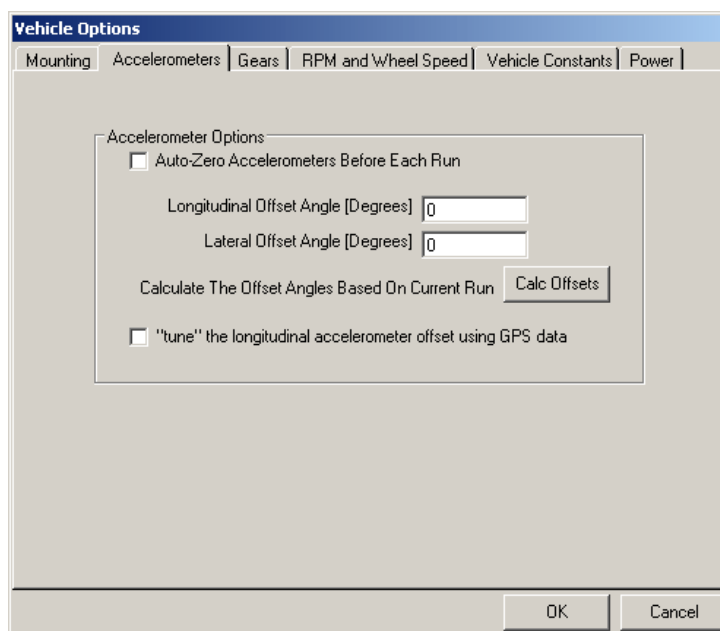 Vehicle Options
Mounting Accelerometers Gears RPM and Wheel Speed Vehicle Constants Power
Accelerometer Options
Auto-Zero Accelerometers Before Each Run
Longitudinal Offset Angle [Degrees] 0
Lateral Offset Angle [Degrees] 0
Calculate The Offset Angles Based On Current Run Calc Offsets
"tune" the longitudinal accelerometer offset using GPS data
OK Cancel